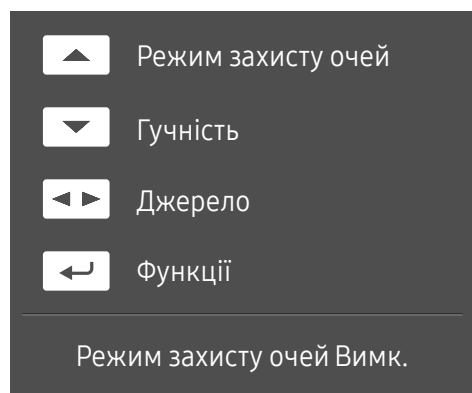 Режим захисту очей
Гучність
Джерело
Функції
Режим захисту очей Вимк.